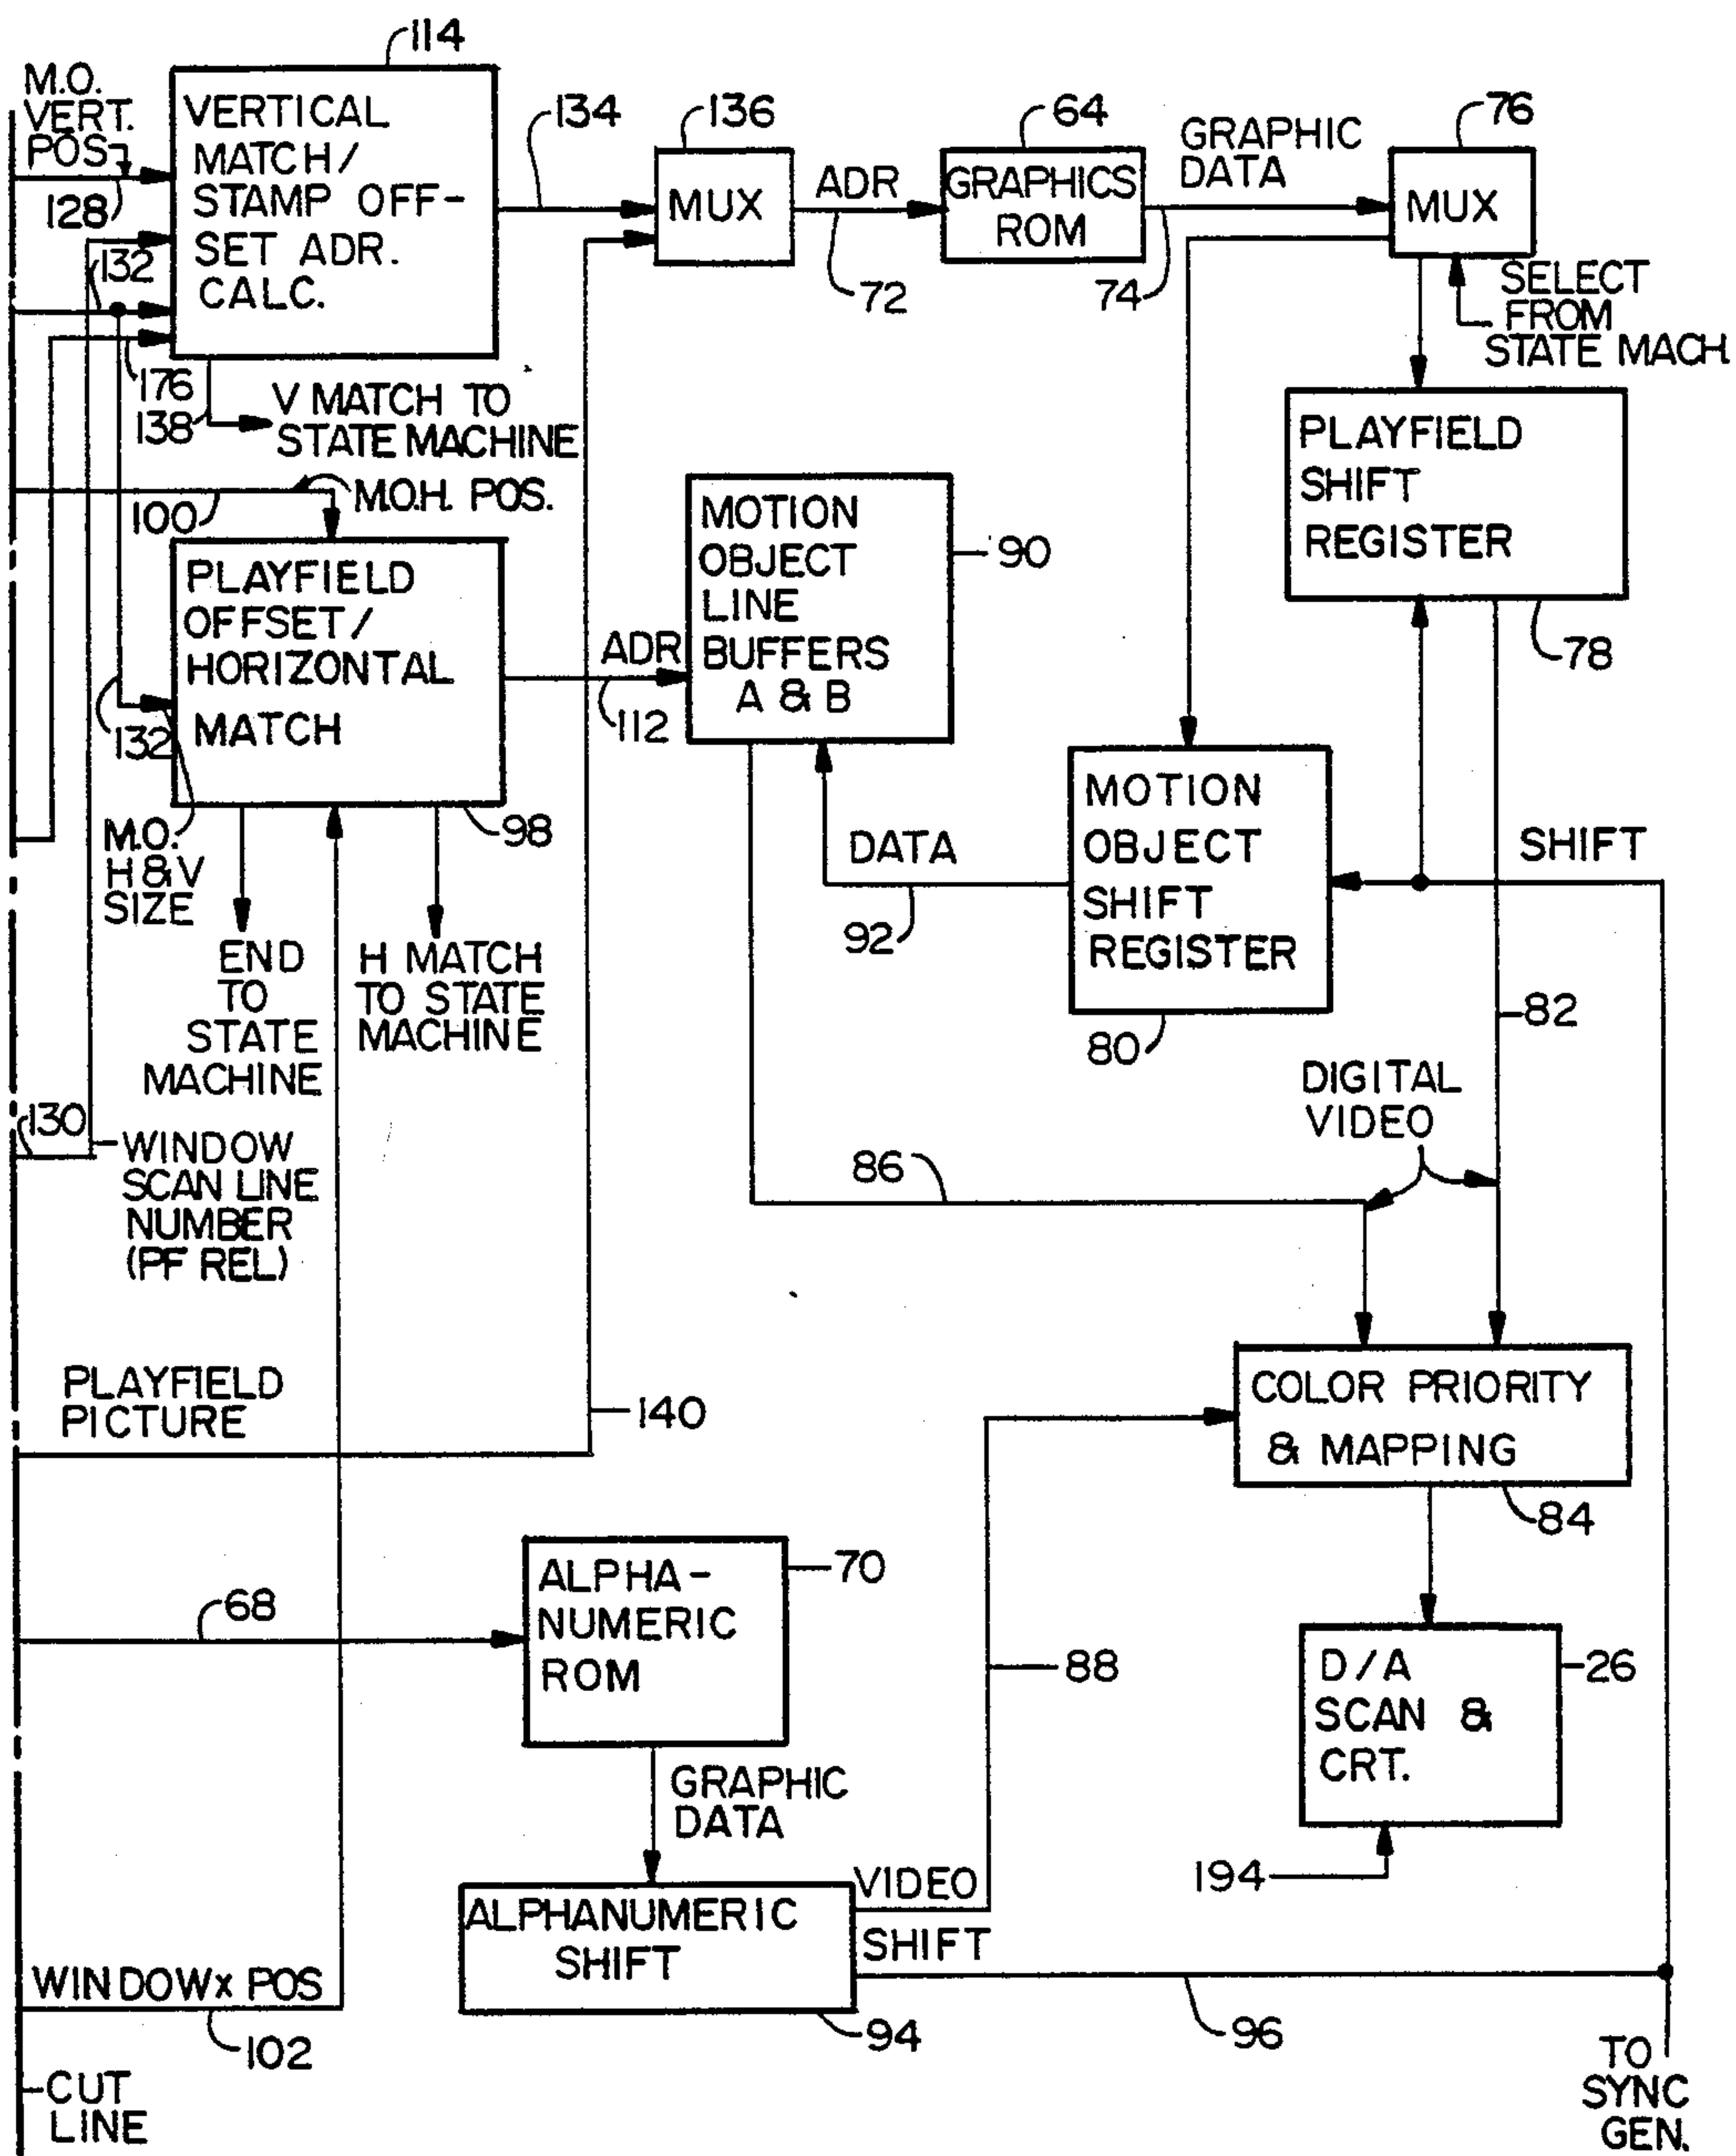 114
M.O.
VERT.
POS
128
VERTICAL
MATCH/
STAMP OFF-
SET ADR.
CALC.
134
136
MUX
ADR
72
64
GRAPHICS
ROM
GRAPHIC
DATA
74
76
MUX
SELECT
FROM
STATE MACH.
132
176
138
V MATCH TO
STATE MACHINE
M.O.H. POS.
100
PLAYFIELD
OFFSET/
HORIZONTAL
MATCH
98
132
M.O.
H & V
SIZE
ADR
112
MOTION
OBJECT
LINE
BUFFERS
A & B
90
PLAYFIELD
SHIFT
REGISTER
78
MOTION
OBJECT
SHIFT
REGISTER
80
DATA
92
SHIFT
82
END
TO
STATE
MACHINE
H MATCH
TO STATE
MACHINE
130
WINDOW
SCAN LINE
NUMBER
(PF REL)
DIGITAL
VIDEO
86
PLAYFIELD
PICTURE
140
COLOR PRIORITY
& MAPPING
84
68
ALPHA-
NUMERIC
ROM
70
88
D/A
SCAN &
CRT.
26
194
GRAPHIC
DATA
ALPHANUMERIC
SHIFT
94
VIDEO
SHIFT
96
WINDOWx POS
102
CUT
LINE
TO
SYNC
GEN.